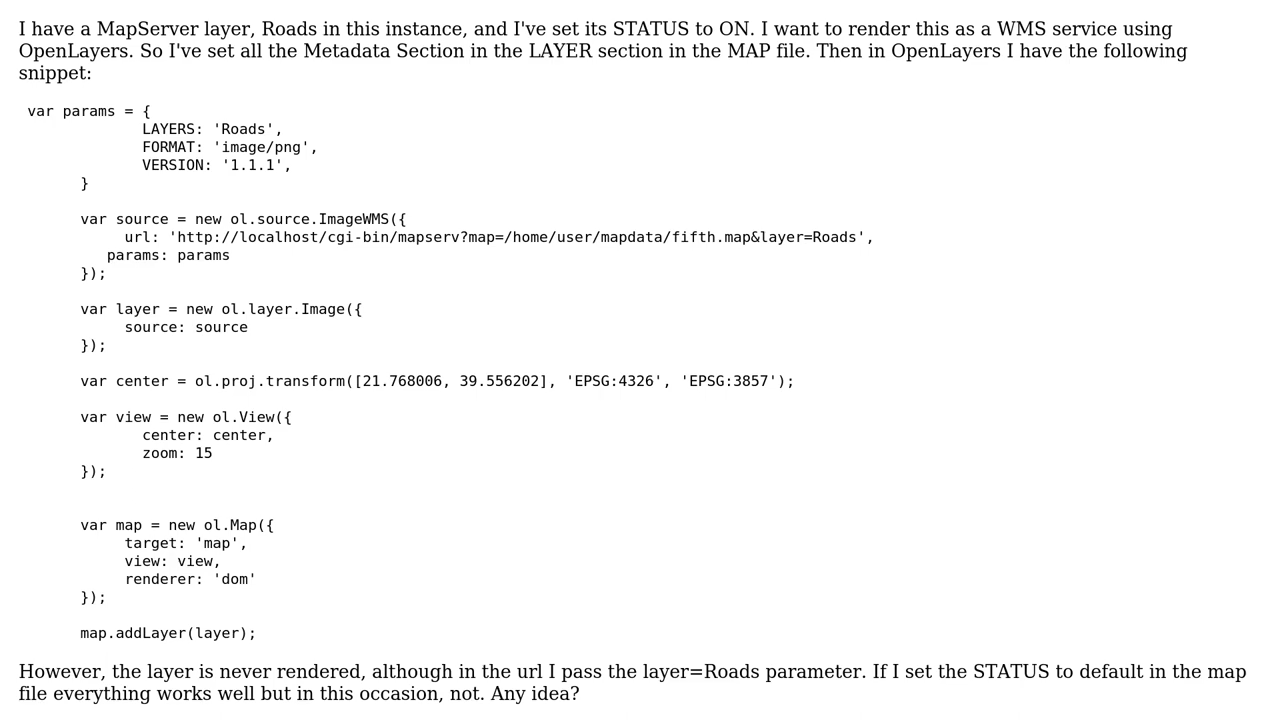 I have a MapServer layer, Roads in this instance, and I've set its STATUS to ON. I want to render this as a WMS service using
OpenLayers. So I've set all the Metadata Section in the LAYER section in the MAP file. Then in OpenLayers I have the following
snippet:
var params = {
LAYERS: 'Roads',
FORMAT: 'image/png',
VERSION: '1.1.1',
}
var source = new ol.source.ImageWMS({
url: 'http://localhost/cgi-bin/mapserv?map=/home/user/mapdata/fifth.map&layer=Roads',
params: params
});
var layer = new ol.layer.Image({
source: source
});
var center = ol.proj.transform([21.768006, 39.556202], 'EPSG:4326', 'EPSG:3857');
var view = new ol.View({
center: center,
zoom: 15
});
var map = new ol.Map({
target: 'map',
view: view,
renderer: 'dom'
});
map.addLayer(layer);
However, the layer is never rendered, although in the url I pass the layer=Roads parameter. If I set the STATUS to default in the map
file everything works well but in this occasion, not. Any idea?